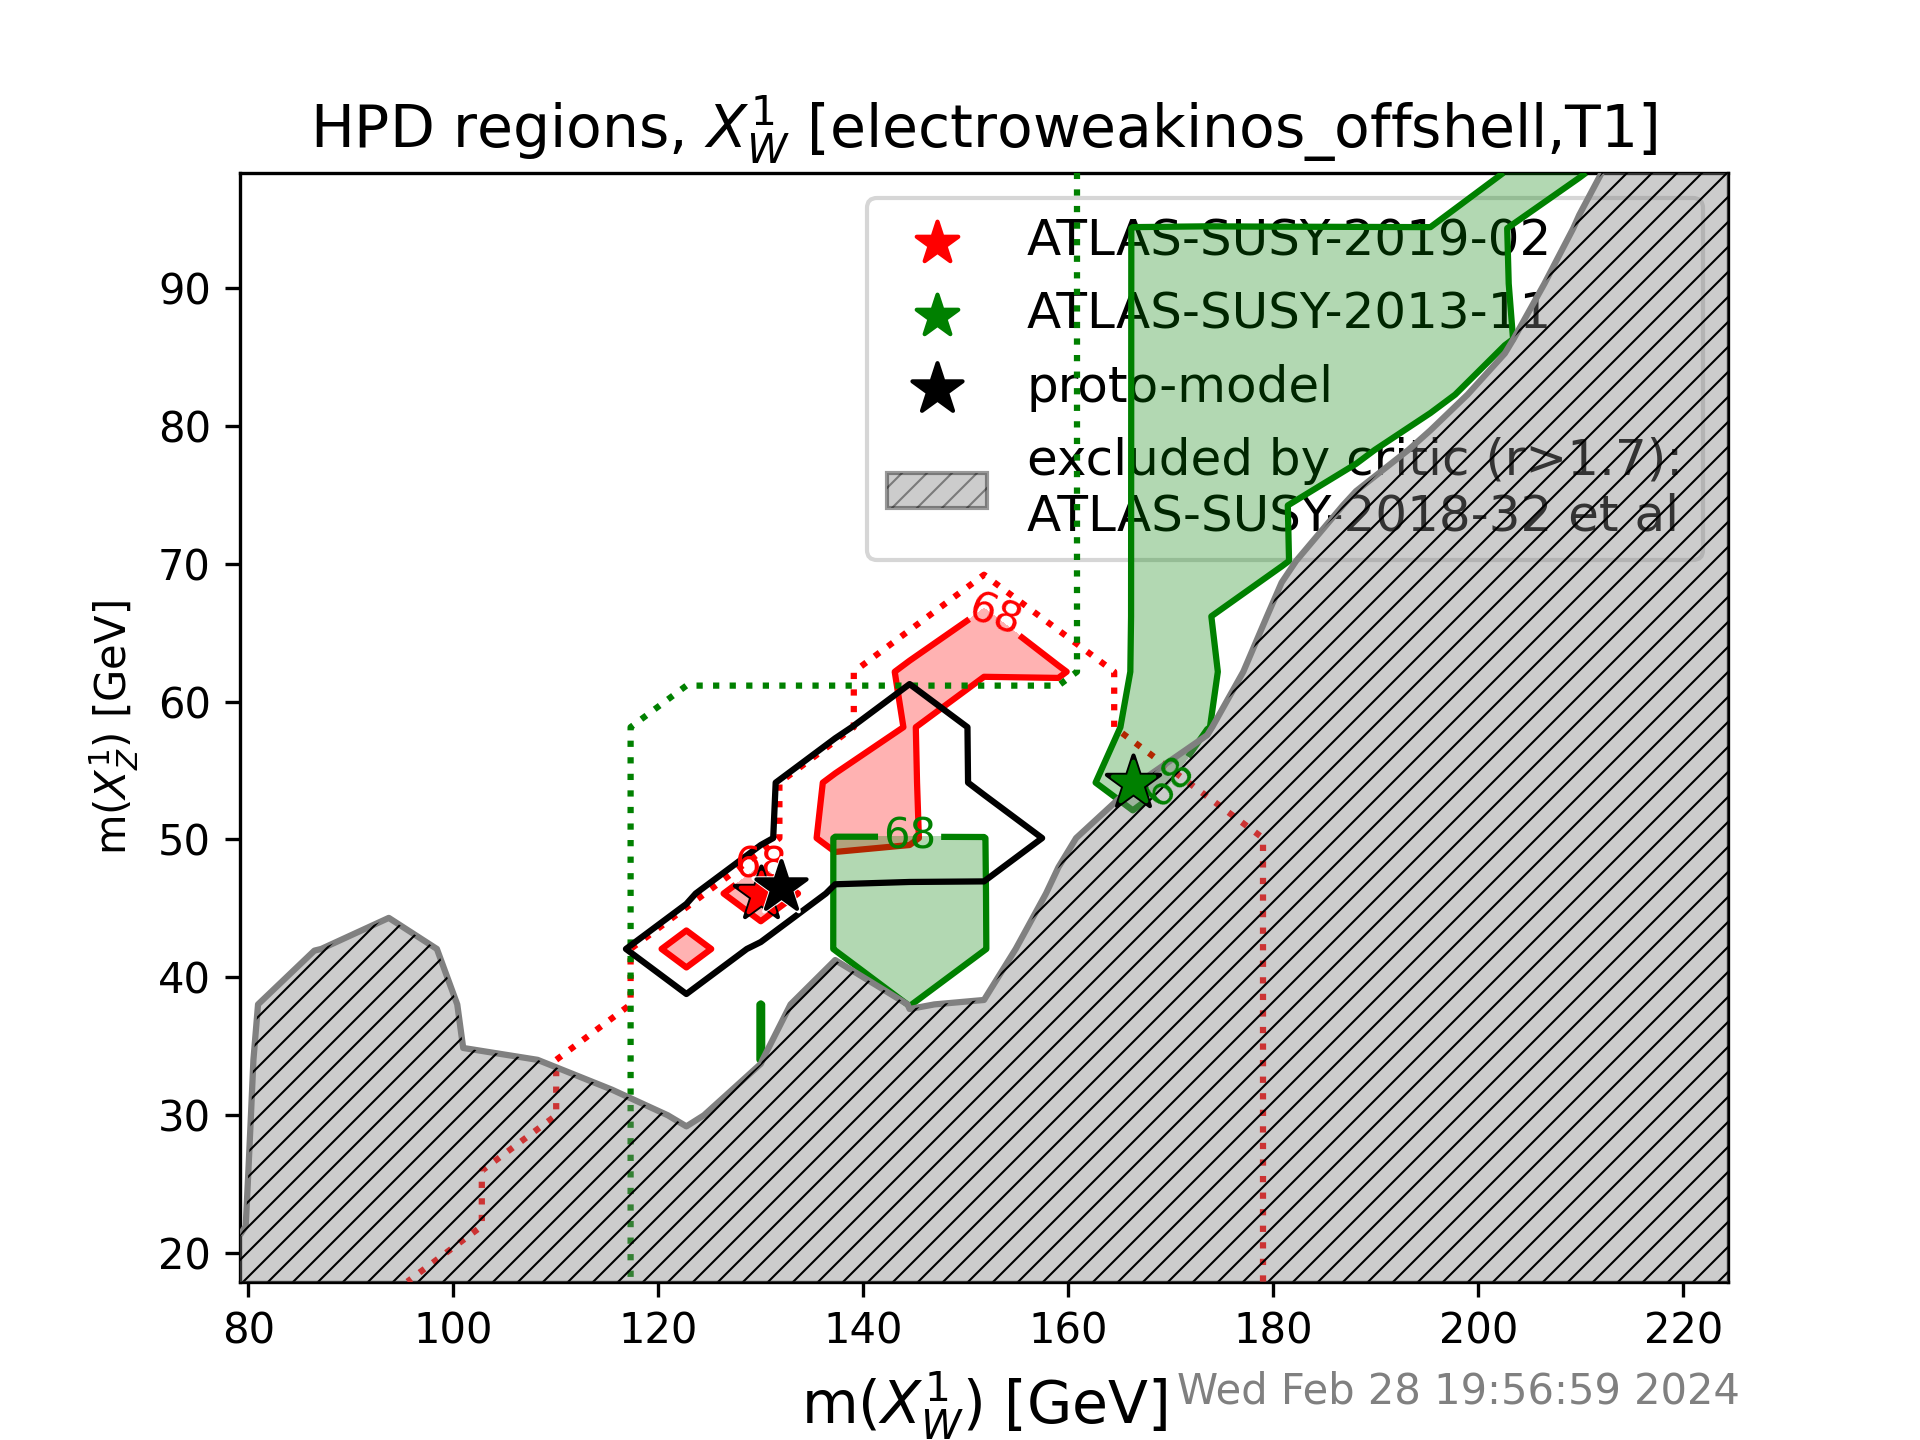 HPD regions, X_W^1 [electroweakinos_offshell,T1]
ATLAS-SUSY-2019-02
ATLAS-SUSY-2013-11
proto-model
excluded by critic (r>1.7):
ATLAS-SUSY-2018-32 et al
90
80
70
60
50
40
30
20
m(X_Z^1) [GeV]
68
68
68
68
80 100 120 140 160 180 200 220
m(X_W^1) [GeV]
Wed Feb 28 19:56:59 2024